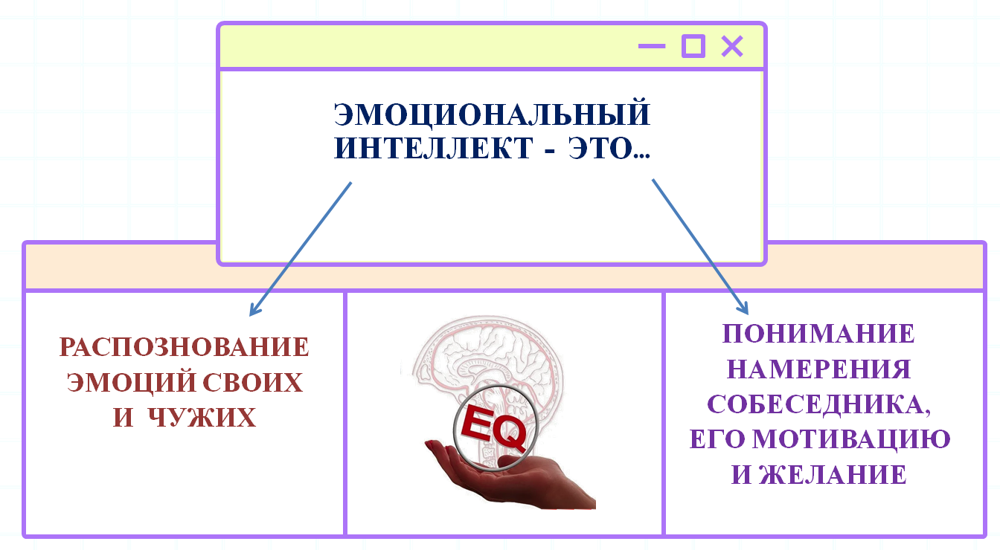 ЭМОЦИОНАЛЬНЫЙ
ИНТЕЛЛЕКТ - ЭТО...
РАСПОЗНОВАНИЕ
ЭМОЦИЙ СВОИХ
И ЧУЖИХ
EQ
ПОНИМАНИЕ
НАМЕРЕНИЯ
СОБЕСЕДНИКА,
ЕГО МОТИВАЦИЮ
И ЖЕЛАНИЕ